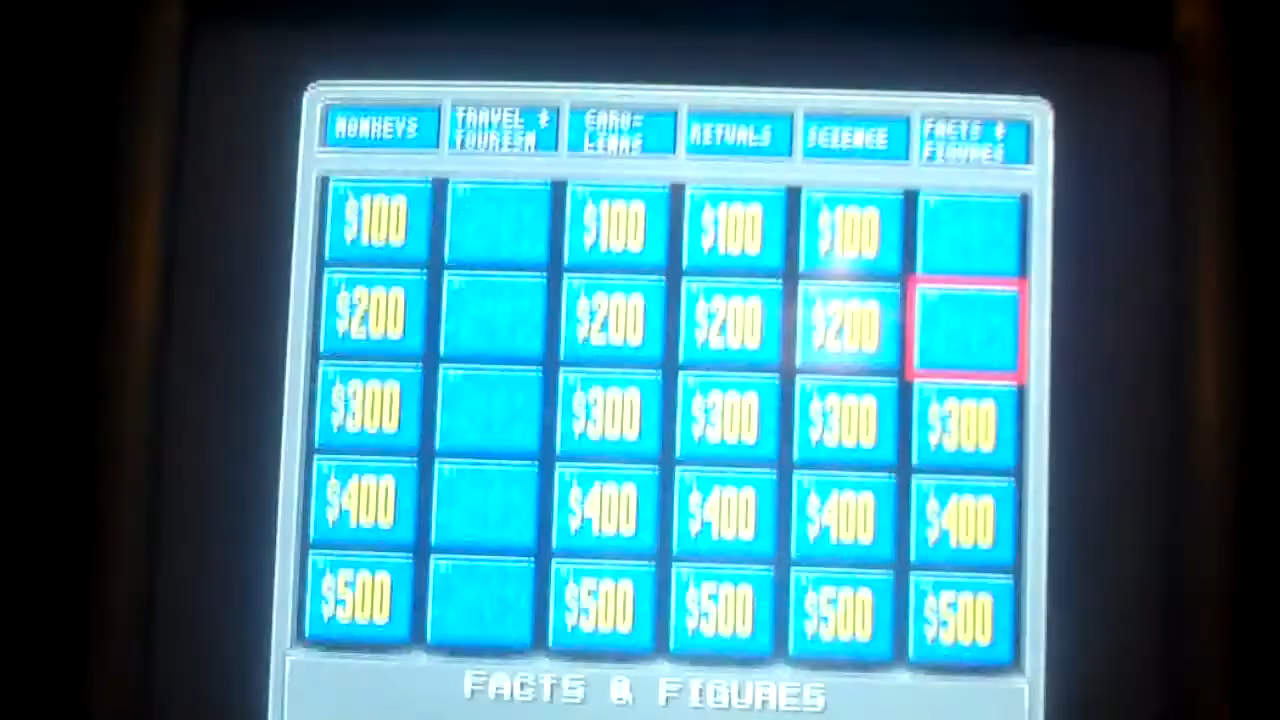 MONKEYS
TRAVEL &
TOURISM
RITUALS
SCIENCE
FACTS &
FIGURES
$100 $100 $100 $100
$200 $200 $200 $200
$300 $300 $300 $300 $300
$400 $400 $400 $400 $400
$500 $500 $500 $500 $500
FACTS & FIGURES